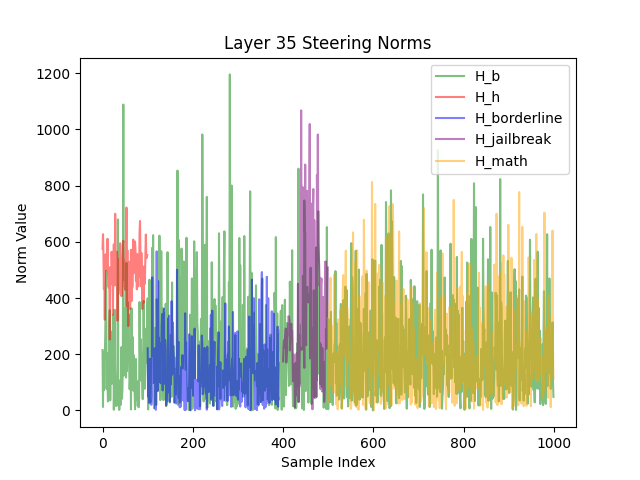 Layer 35 Steering Norms
H_b
H_h
H_borderline
H_jailbreak
H_math
Norm Value
1200
1000
800
600
400
200
0
0 200 400 600 800 1000
Sample Index